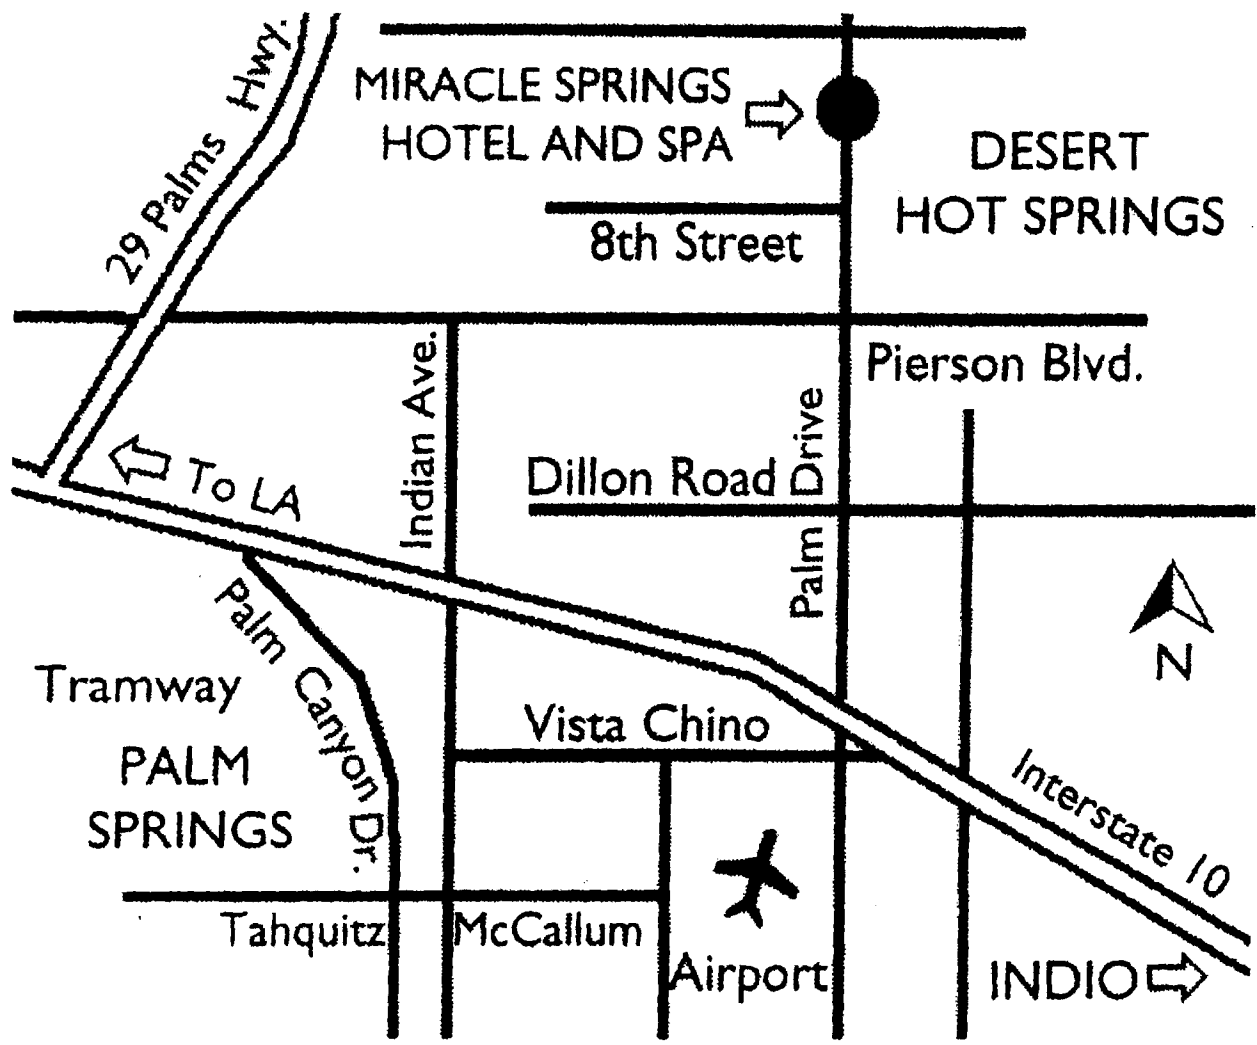 29 Palms Hwy.
MIRACLE SPRINGS
HOTEL AND SPA
DESERT
HOT SPRINGS
8th Street
Pierson Blvd.
Indian Ave.
Palm Drive
Dillon Road
To LA
N
Palm Canyon Dr.
Tramway
PALM
SPRINGS
Vista Chino
Interstate 10
Tahquitz
McCallum
Airport
INDIO